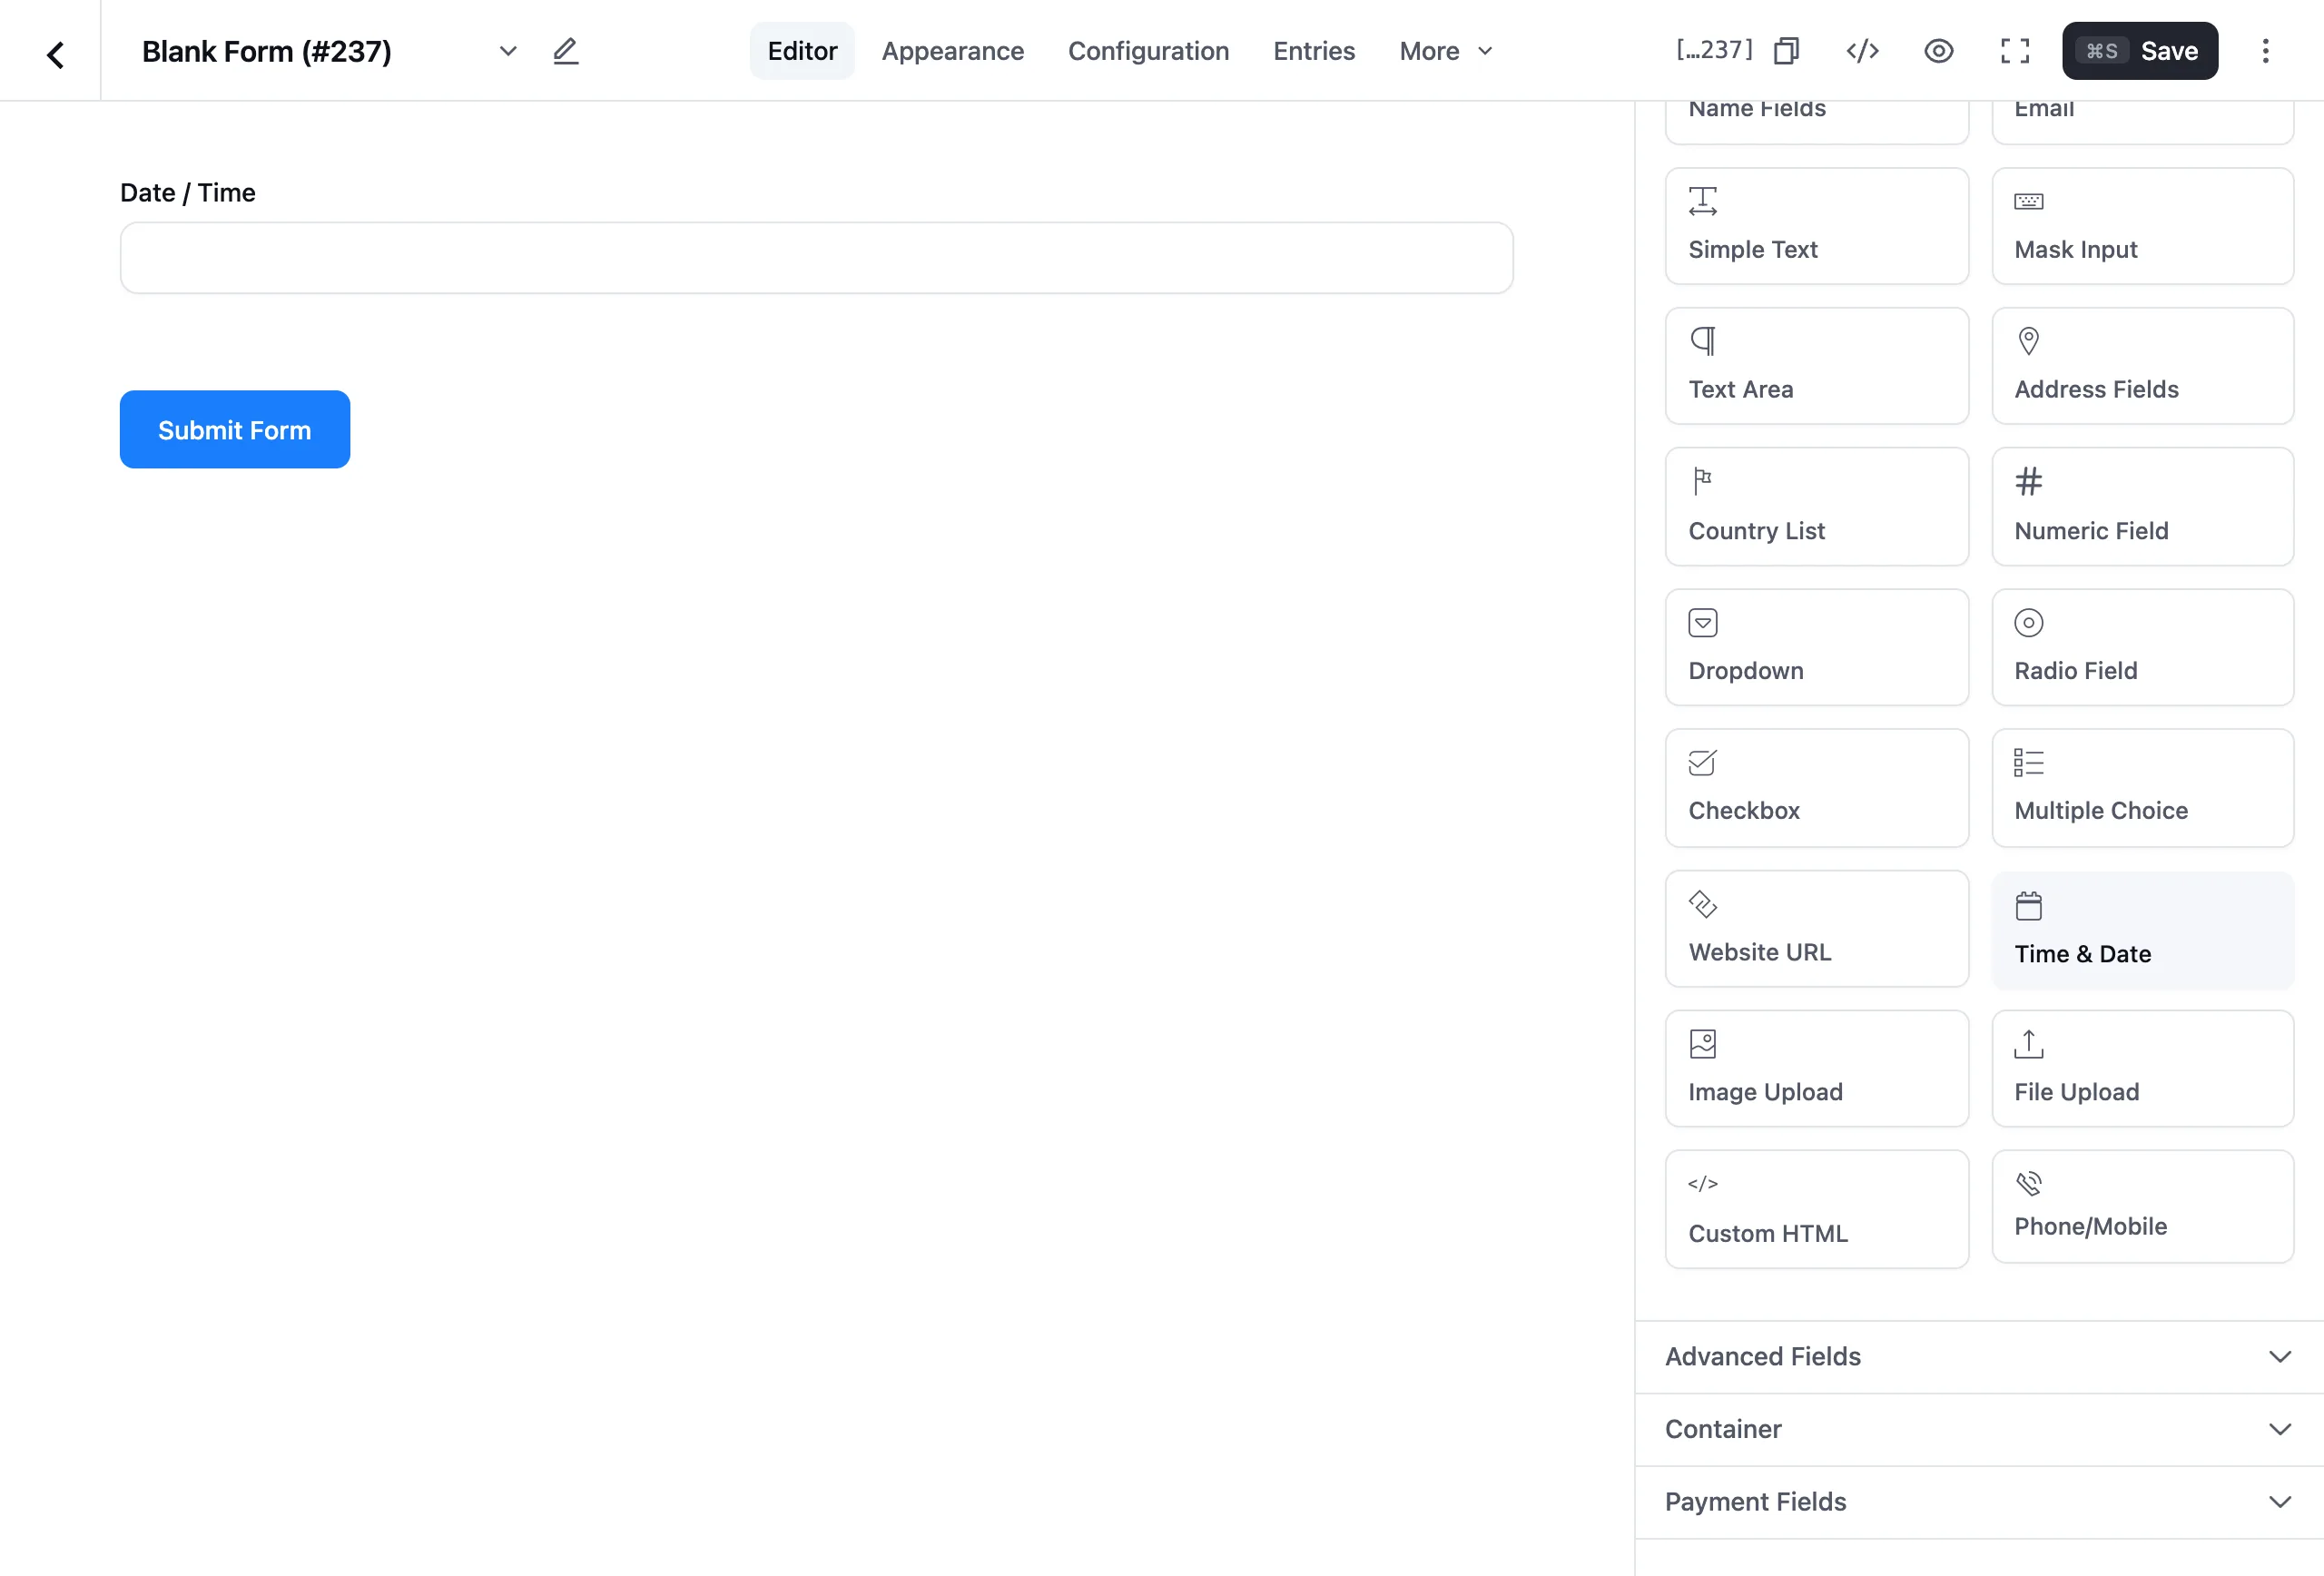 Blank Form (#237)
Editor
Appearance
Configuration
Entries
More
[...237]
⌘S Save
Date / Time
Submit Form
Name Fields
Email
Simple Text
Mask Input
Text Area
Address Fields
Country List
Numeric Field
Dropdown
Radio Field
Checkbox
Multiple Choice
Website URL
Time & Date
Image Upload
File Upload
Custom HTML
Phone/Mobile
Advanced Fields
Container
Payment Fields